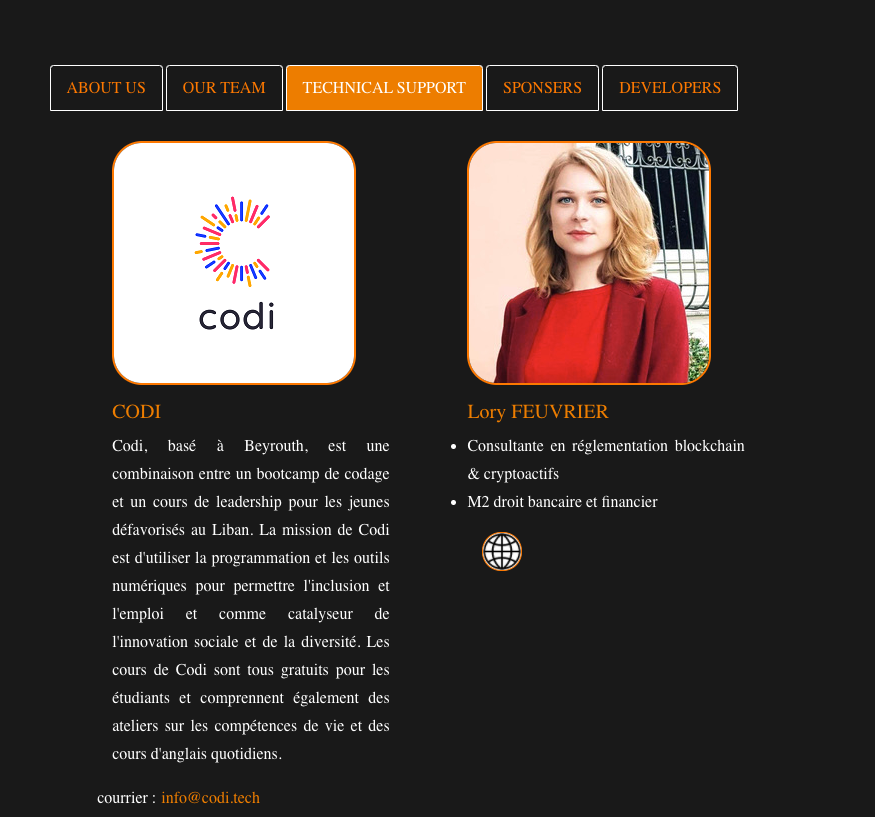 ABOUT US
OUR TEAM
TECHNICAL SUPPORT
SPONSERS
DEVELOPERS
codi
CODI
Codi, basé à Beyrouth, est une
combinaison entre un bootcamp de codage
et un cours de leadership pour les jeunes
défavorisés au Liban. La mission de Codi
est d'utiliser la programmation et les outils
numériques pour permettre l'inclusion et
l'emploi et comme catalyseur de
l'innovation sociale et de la diversité. Les
cours de Codi sont tous gratuits pour les
étudiants et comprennent également des
ateliers sur les compétences de vie et des
cours d'anglais quotidiens.
courrier : info@codi.tech
Lory FEUVRIER
Consultante en réglementation blockchain
& cryptoactifs
M2 droit bancaire et financier